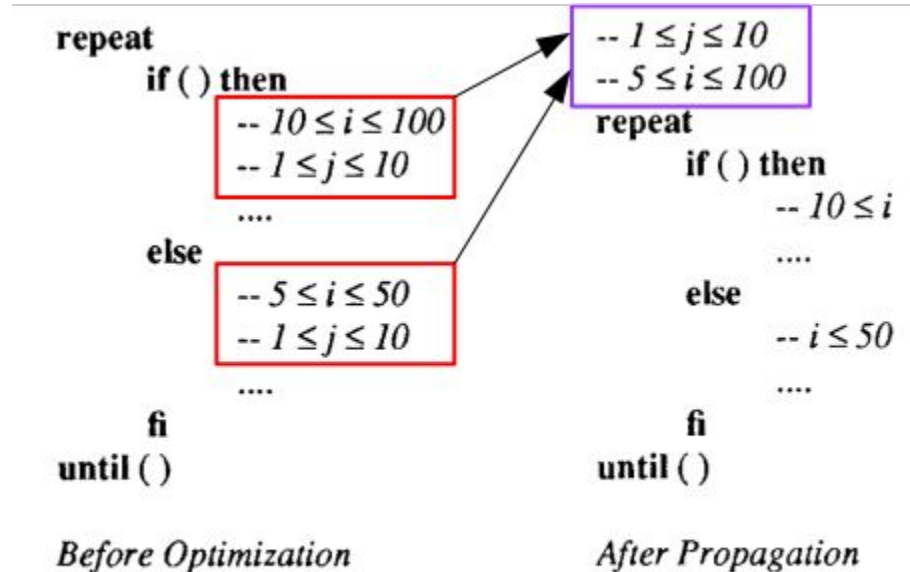 repeat
if ( ) then
-- 10 ≤ i ≤ 100
-- 1 ≤ j ≤ 10
....
else
-- 5 ≤ i ≤ 50
-- 1 ≤ j ≤ 10
....
fi
until ( )
Before Optimization
-- 1 ≤ j ≤ 10
-- 5 ≤ i ≤ 100
repeat
if ( ) then
-- 10 ≤ i
....
else
-- i ≤ 50
....
fi
until ( )
After Propagation